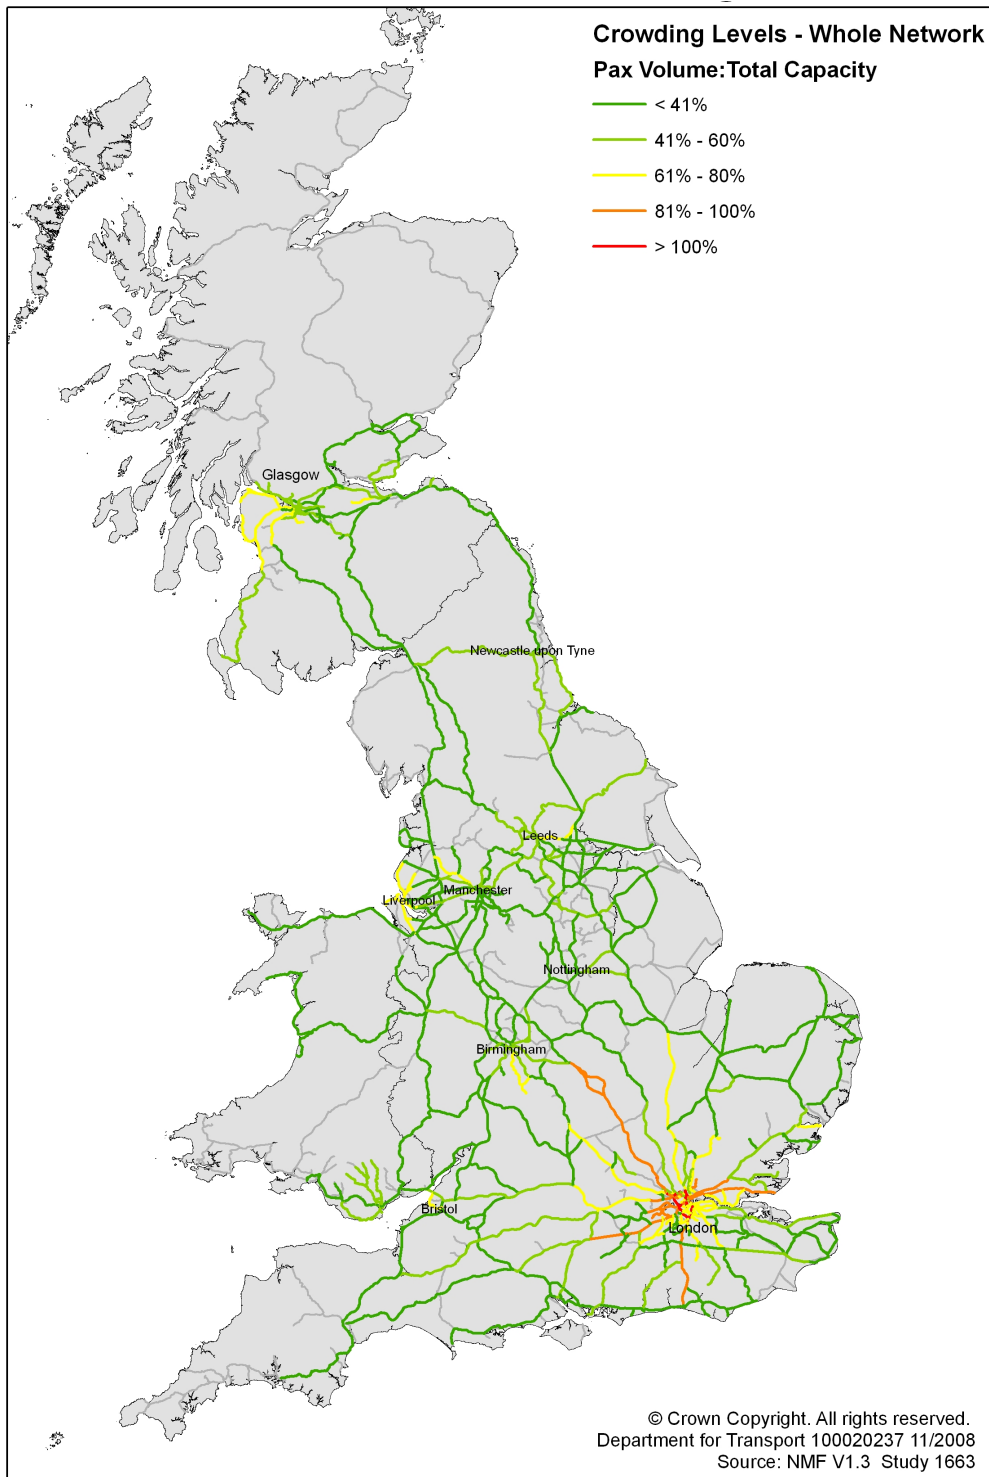 Crowding Levels - Whole Network
Pax Volume:Total Capacity
< 41%
41% - 60%
61% - 80%
81% - 100%
> 100%
Glasgow
Newcastle upon Tyne
Leeds
Manchester
Liverpool
Nottingham
Birmingham
Bristol
London
© Crown Copyright. All rights reserved.
Department for Transport 100020237 11/2008
Source: NMF V1.3 Study 1663